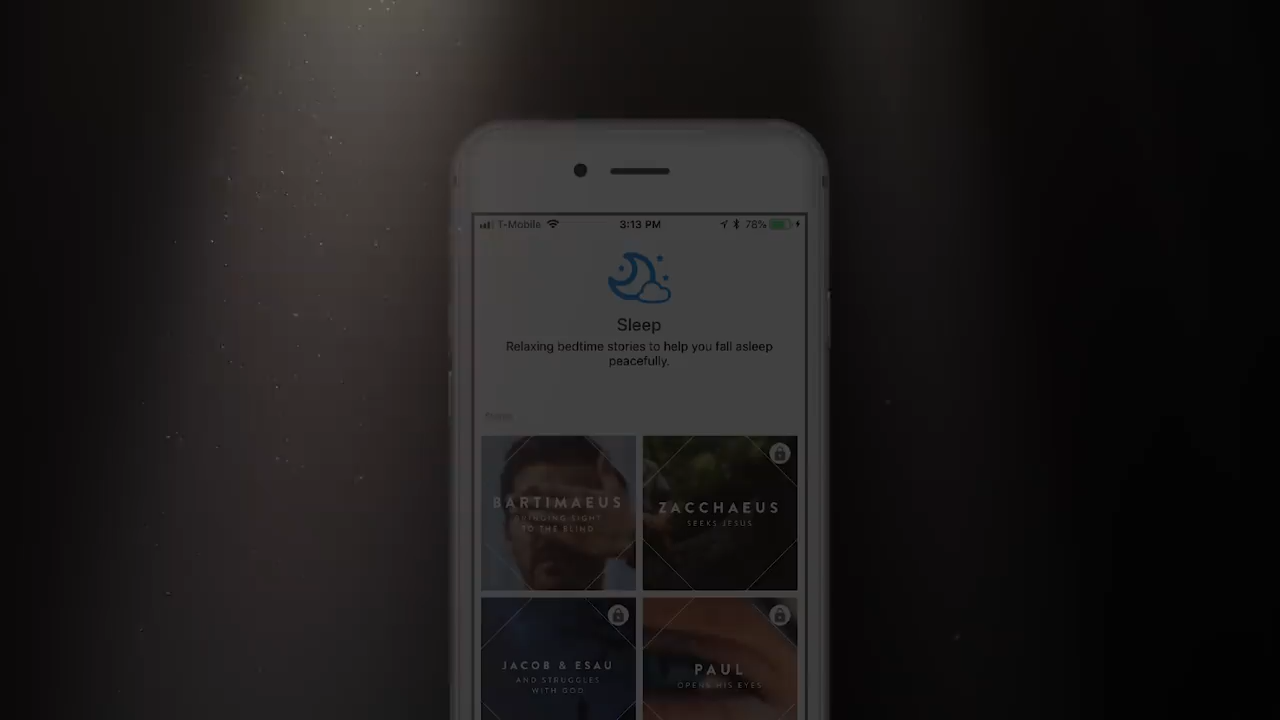 T-Mobile 3:13 PM 78%
Sleep
Relaxing bedtime stories to help you fall asleep
peacefully.
BARTIMAEUS
BRINGING SIGHT
TO THE BLIND
ZACCHAEUS
SEEKS JESUS
JACOB & ESAU
AND STRUGGLES
WITH GOD
PAUL
OPENS HIS EYES